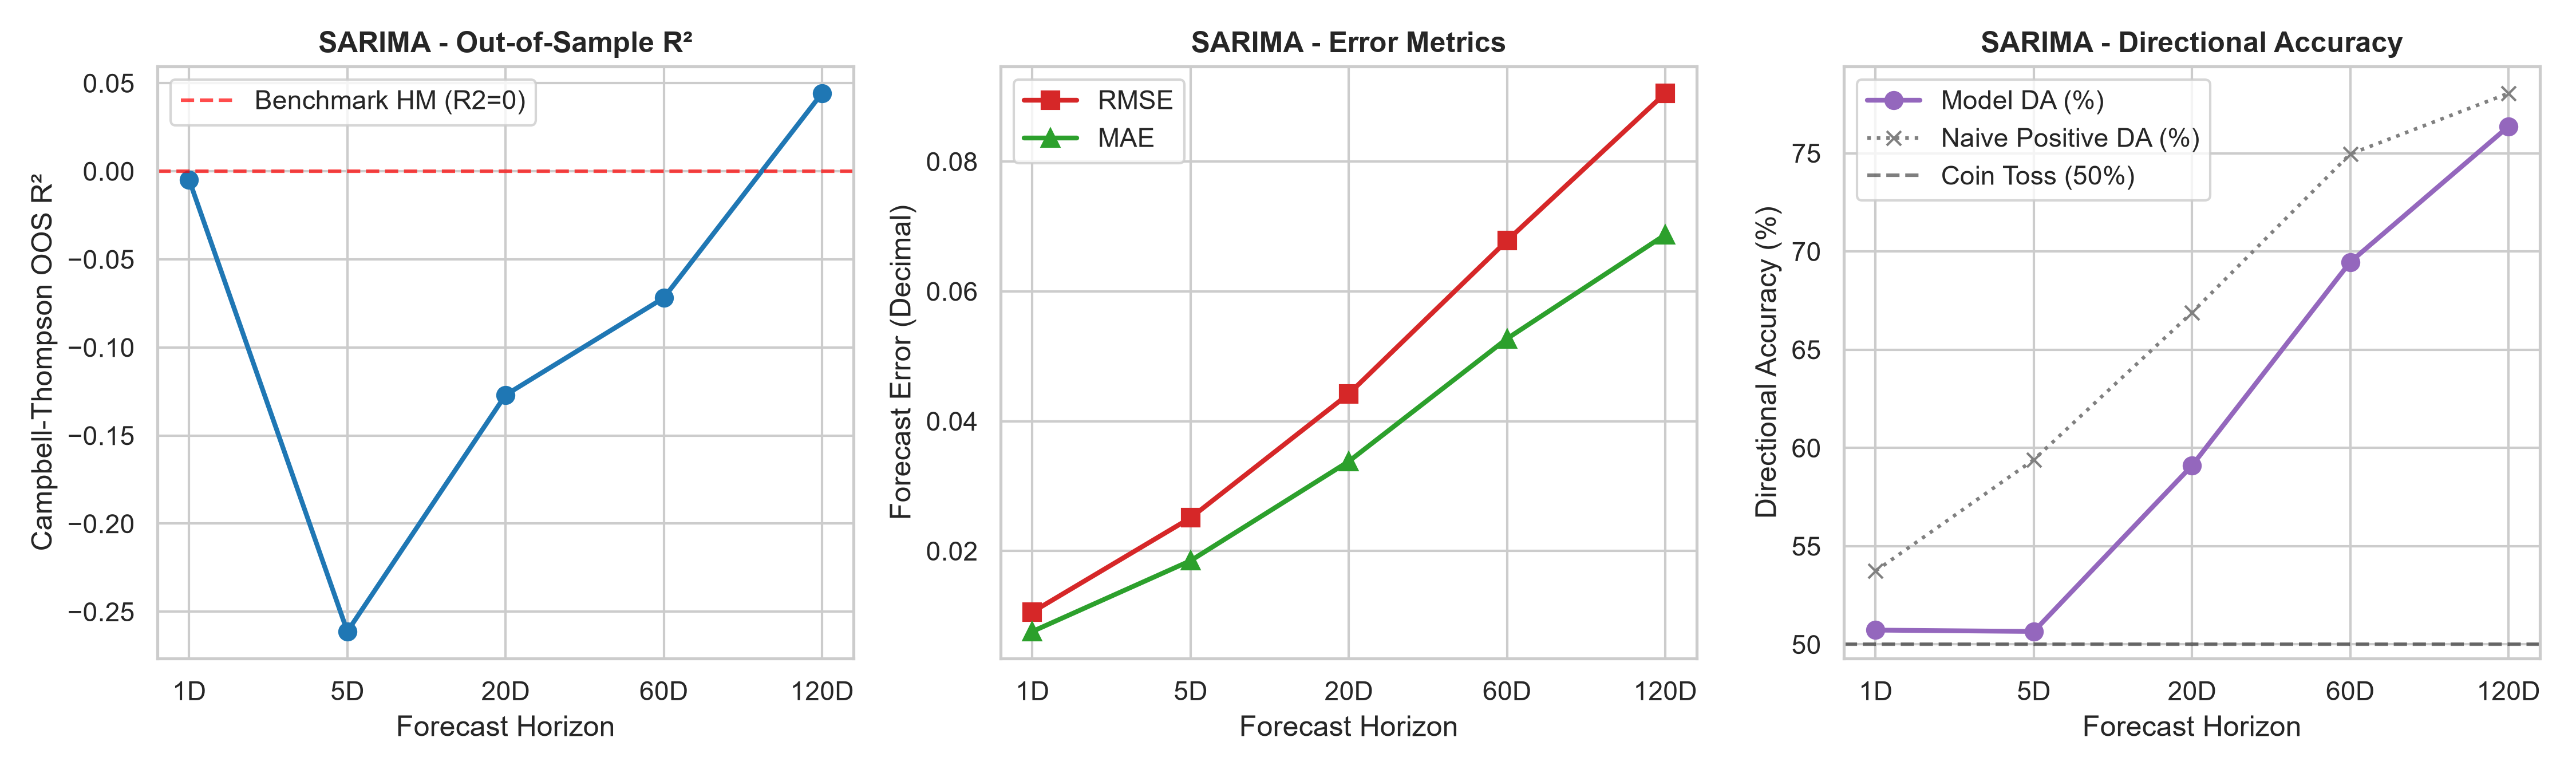 SARIMA - Out-of-Sample R²
Benchmark HM (R2=0)
Campbell-Thompson OOS R²
0.05
0.00
−0.05
−0.10
−0.15
−0.20
−0.25
1D
5D
20D
60D
120D
Forecast Horizon
SARIMA - Error Metrics
RMSE
MAE
Forecast Error (Decimal)
0.08
0.06
0.04
0.02
1D
5D
20D
60D
120D
Forecast Horizon
SARIMA - Directional Accuracy
Model DA (%)
Naive Positive DA (%)
Coin Toss (50%)
Directional Accuracy (%)
75
70
65
60
55
50
1D
5D
20D
60D
120D
Forecast Horizon